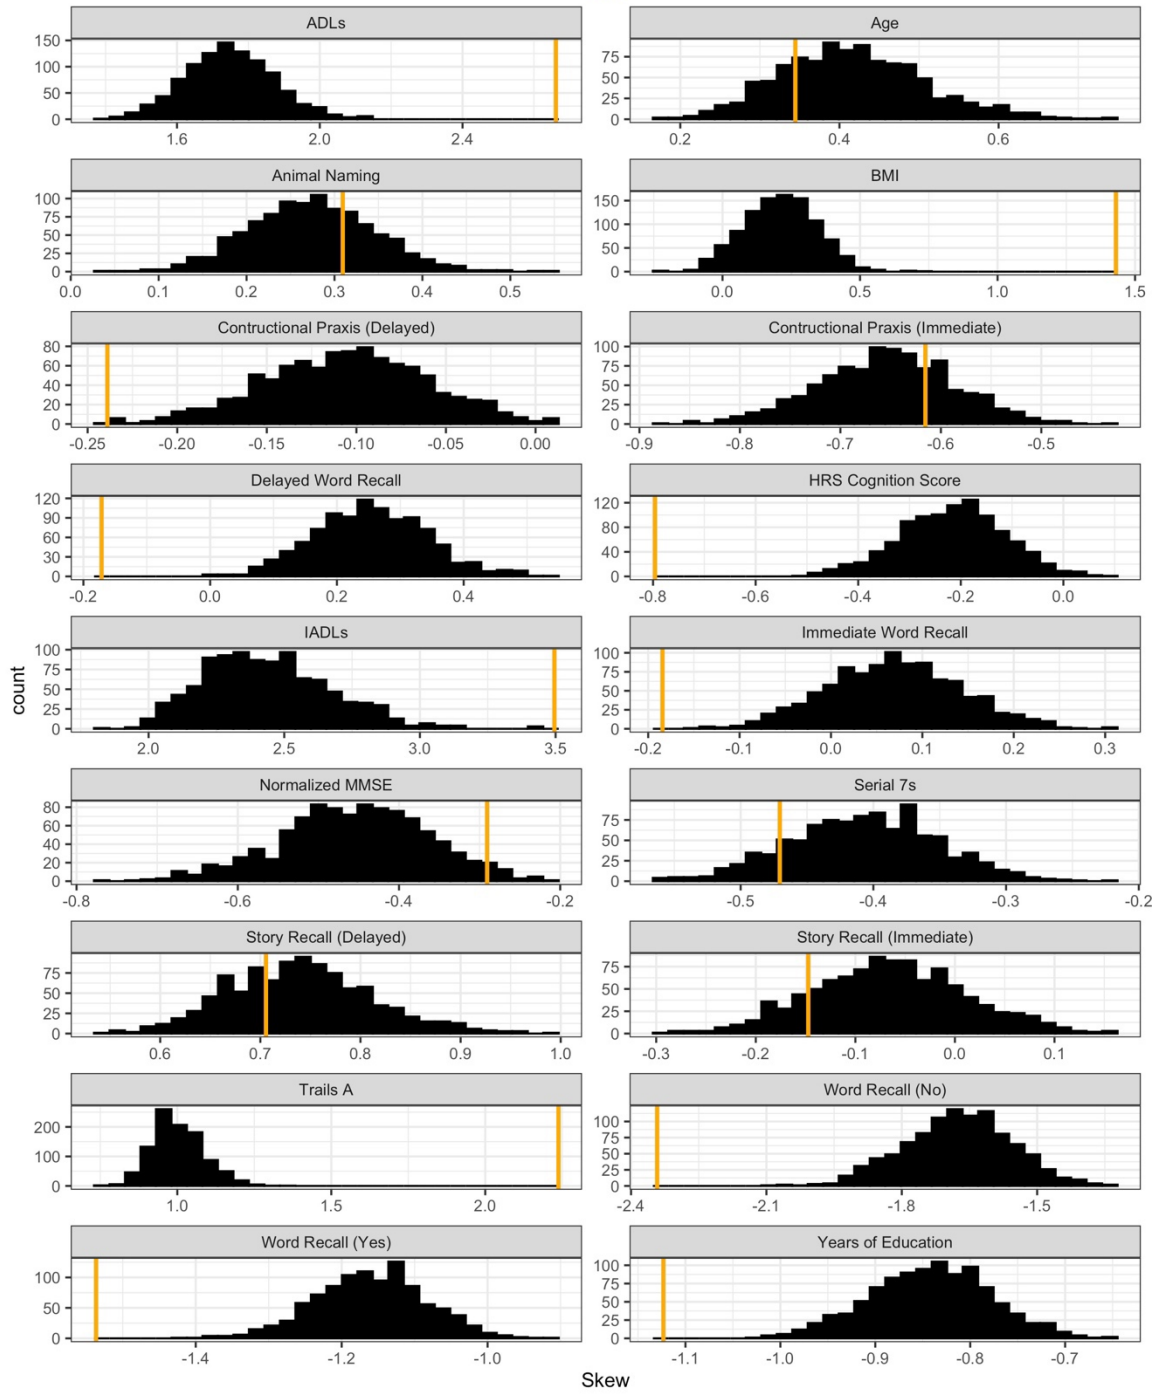 ADLs
150
100
50
0
1.6 2.0 2.4
Age
75
50
25
0
0.2 0.4 0.6
Animal Naming
100
75
50
25
0
0.0 0.1 0.2 0.3 0.4 0.5
BMI
150
100
50
0
0.0 0.5 1.0 1.5
Contructional Praxis (Delayed)
80
60
40
20
0
-0.25 -0.20 -0.15 -0.10 -0.05 0.00
Contructional Praxis (Immediate)
100
75
50
25
0
-0.9 -0.8 -0.7 -0.6 -0.5
Delayed Word Recall
120
90
60
30
0
-0.2 0.0 0.2 0.4
HRS Cognition Score
120
80
40
0
-0.8 -0.6 -0.4 -0.2 0.0
count
IADLs
100
75
50
25
0
2.0 2.5 3.0 3.5
Immediate Word Recall
100
75
50
25
0
-0.2 -0.1 0.0 0.1 0.2 0.3
Normalized MMSE
80
60
40
20
0
-0.8 -0.6 -0.4 -0.2
Serial 7s
75
50
25
0
-0.5 -0.4 -0.3 -0.2
Story Recall (Delayed)
75
50
25
0
0.6 0.7 0.8 0.9 1.0
Story Recall (Immediate)
75
50
25
0
-0.3 -0.2 -0.1 0.0 0.1
Trails A
200
100
0
1.0 1.5 2.0
Word Recall (No)
100
75
50
25
0
-2.4 -2.1 -1.8 -1.5
Word Recall (Yes)
100
50
0
-1.4 -1.2 -1.0
Years of Education
100
75
50
25
0
-1.1 -1.0 -0.9 -0.8 -0.7
Skew